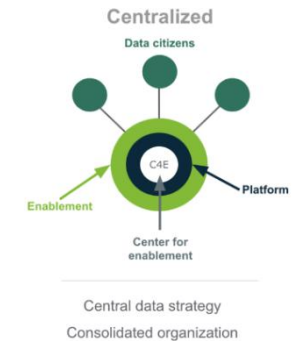 Centralized
Data citizens
C4E
Enablement
Platform
Center for
enablement
Central data strategy
Consolidated organization